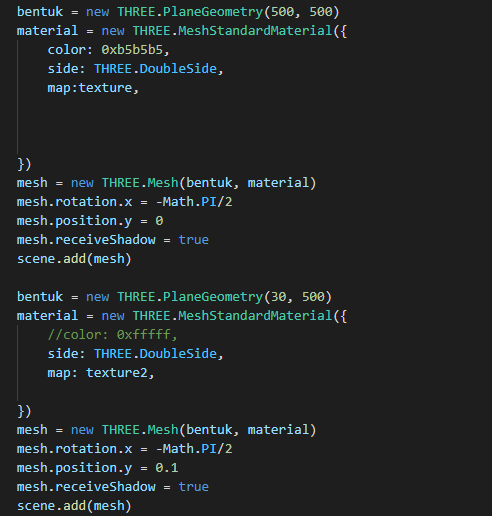 bentuk = new THREE.PlaneGeometry(500, 500)
material = new THREE.MeshStandardMaterial({
color: 0xb5b5b5,
side: THREE.DoubleSide,
map:texture,
})
mesh = new THREE.Mesh(bentuk, material)
mesh.rotation.x = -Math.PI/2
mesh.position.y = 0
mesh.receiveShadow = true
scene.add(mesh)
bentuk = new THREE.PlaneGeometry(30, 500)
material = new THREE.MeshStandardMaterial({
//color: 0xfffff,
side: THREE.DoubleSide,
map: texture2,
})
mesh = new THREE.Mesh(bentuk, material)
mesh.rotation.x = -Math.PI/2
mesh.position.y = 0.1
mesh.receiveShadow = true
scene.add(mesh)